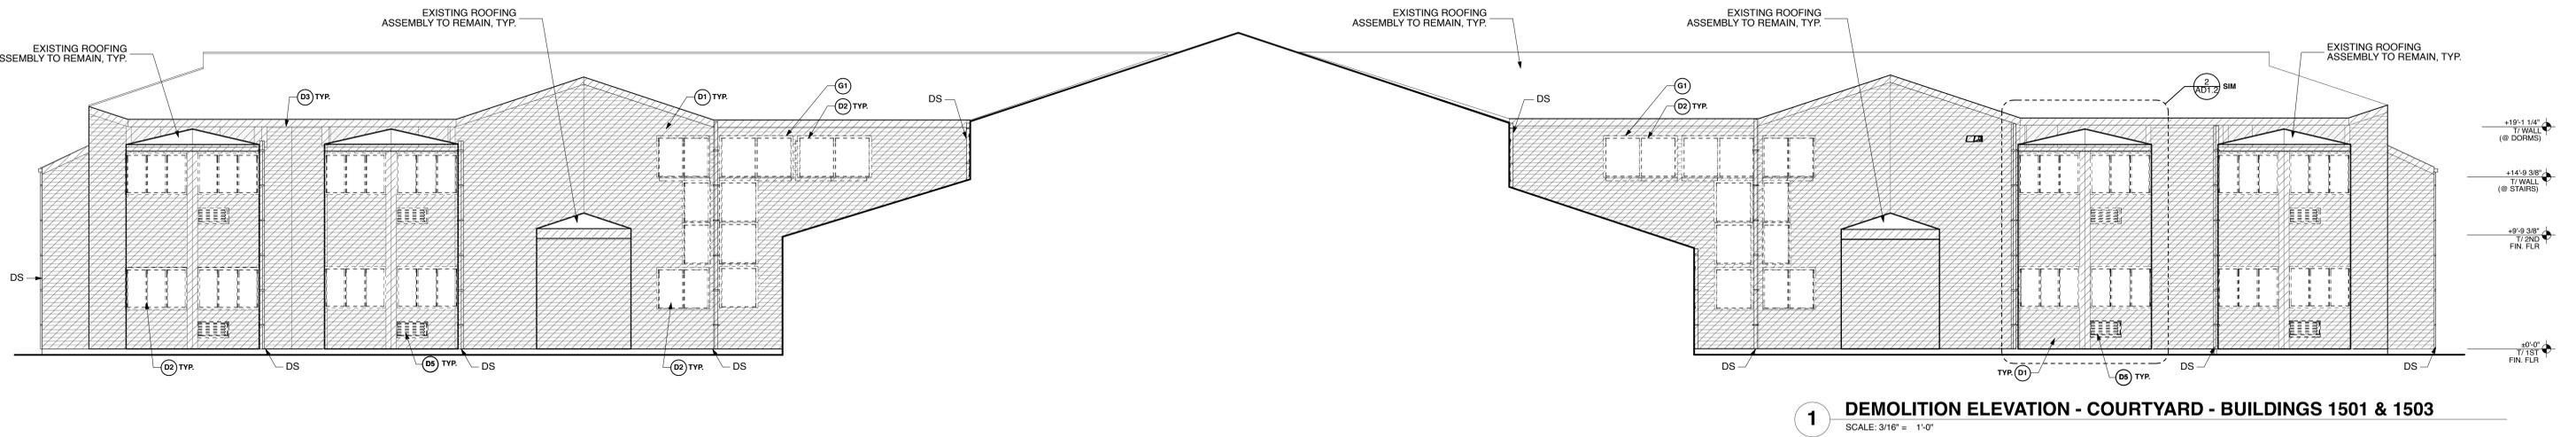 EXISTING ROOFING
ASSEMBLY TO REMAIN, TYP.
EXISTING ROOFING
ASSEMBLY TO REMAIN, TYP.
EXISTING ROOFING
ASSEMBLY TO REMAIN, TYP.
EXISTING ROOFING
SSEMBLY TO REMAIN, TYP.
EXISTING ROOFING
ASSEMBLY TO REMAIN, TYP.
D3 TYP.
D1 TYP.
G1
D2 TYP.
DS
DS
G1
D2 TYP.
2
AD1.2
SIM
+19'-1 1/4"
T/ WALL
(@ DORMS)
+14'-9 3/8"
T/ WALL
(@ STAIRS)
+9'-9 3/8"
T/ 2ND
FIN. FLR
±0'-0"
T/ 1ST
FIN. FLR
DS
D2 TYP.
DS
D5 TYP.
DS
D2 TYP.
DS
DS
TYP. D1
D5 TYP.
DS
DS
1
DEMOLITION ELEVATION - COURTYARD - BUILDINGS 1501 & 1503
SCALE: 3/16" = 1'-0"